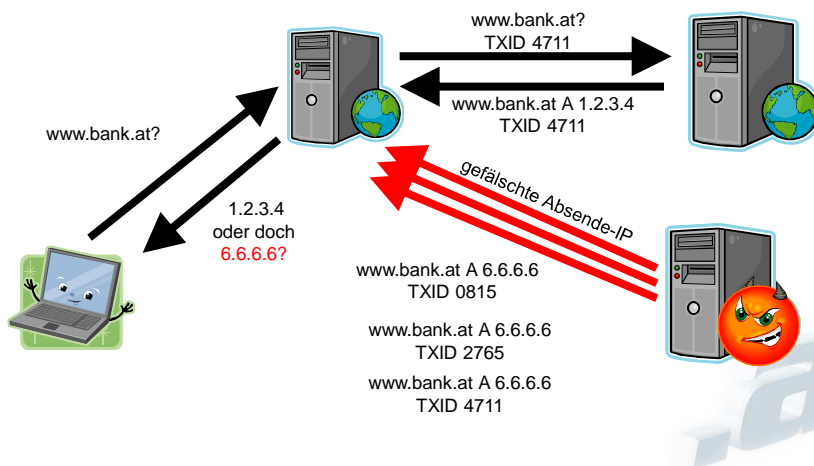 www.bank.at?
TXID 4711
www.bank.at A 1.2.3.4
TXID 4711
www.bank.at?
1.2.3.4
oder doch
6.6.6.6?
gefälschte Absende-IP
www.bank.at A 6.6.6.6
TXID 0815
www.bank.at A 6.6.6.6
TXID 2765
www.bank.at A 6.6.6.6
TXID 4711
.a